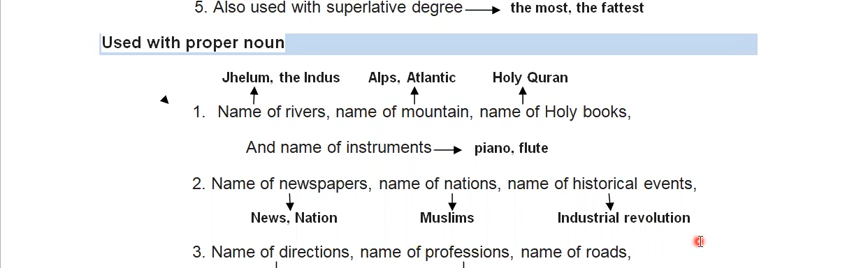 5. Also used with superlative degree the most, the fattest
Used with proper noun
Jhelum, the Indus Alps, Atlantic Holy Quran
1. Name of rivers, name of mountain, name of Holy books,
And name of instruments piano, flute
2. Name of newspapers, name of nations, name of historical events,
News, Nation Muslims Industrial revolution
3. Name of directions, name of professions, name of roads,